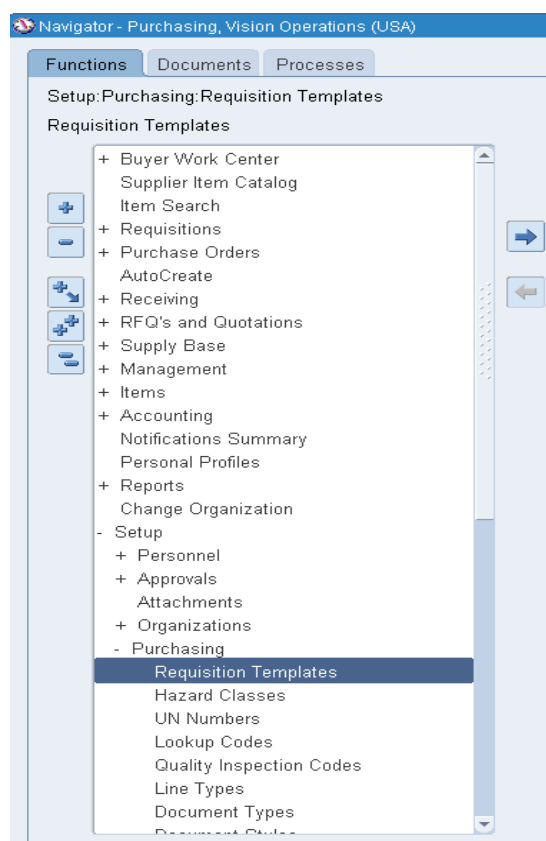 Navigator - Purchasing, Vision Operations (USA)
Functions Documents Processes
Setup:Purchasing:Requisition Templates
Requisition Templates
+ Buyer Work Center
Supplier Item Catalog
Item Search
+ Requisitions
+ Purchase Orders
AutoCreate
+ Receiving
+ RFQ's and Quotations
+ Supply Base
+ Management
+ Items
+ Accounting
Notifications Summary
Personal Profiles
+ Reports
Change Organization
- Setup
+ Personnel
+ Approvals
Attachments
+ Organizations
- Purchasing
Requisition Templates
Hazard Classes
UN Numbers
Lookup Codes
Quality Inspection Codes
Line Types
Document Types
Document Styles